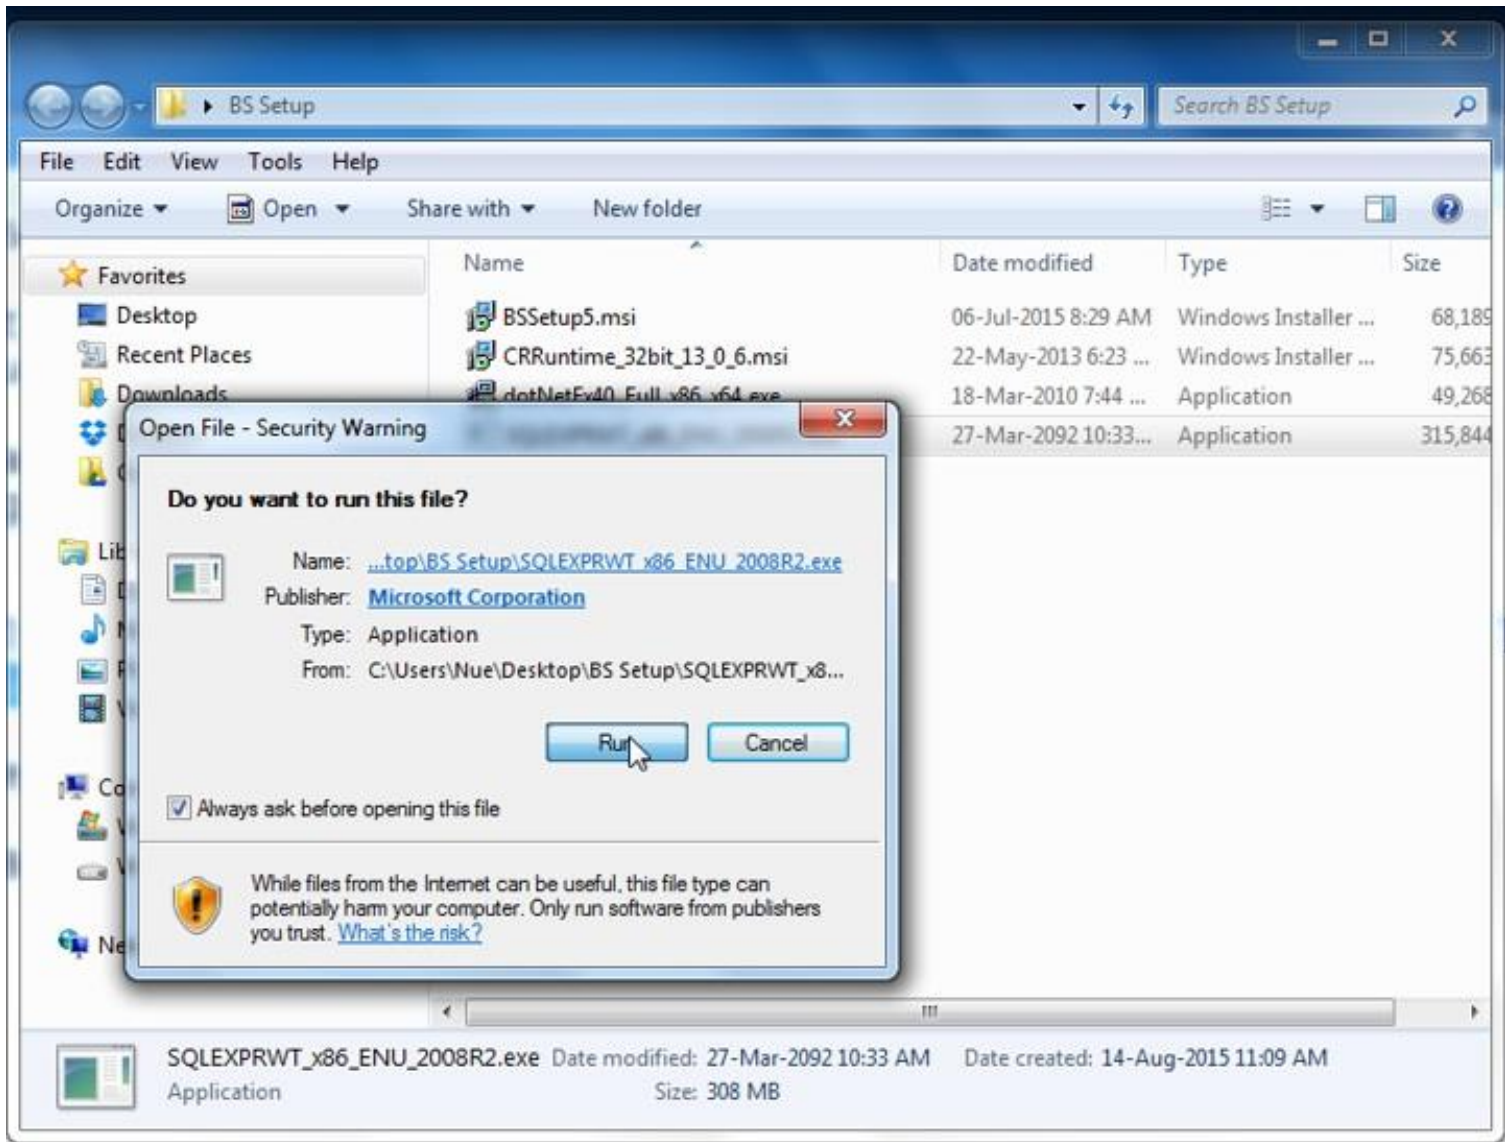 BS Setup
Search BS Setup
File Edit View Tools Help
Organize Open Share with New folder
Name Date modified Type Size
Favorites
Desktop
Recent Places
Downloads
BSSetup5.msi 06-Jul-2015 8:29 AM Windows Installer ... 68,189
CRRuntime_32bit_13_0_6.msi 22-May-2013 6:23 ... Windows Installer ... 75,663
dotNetFx40_Full_x86_x64.exe 18-Mar-2010 7:44 ... Application 49,268
27-Mar-2092 10:33... Application 315,844
Lib
Co
Ne
Open File - Security Warning
Do you want to run this file?
Name: ...top\BS Setup\SQLEXPRWT_x86_ENU_2008R2.exe
Publisher: Microsoft Corporation
Type: Application
From: C:\Users\Nue\Desktop\BS Setup\SQLEXPRWT_x8...
Run Cancel
Always ask before opening this file
While files from the Internet can be useful, this file type can
potentially harm your computer. Only run software from publishers
you trust. What's the risk?
SQLEXPRWT_x86_ENU_2008R2.exe Date modified: 27-Mar-2092 10:33 AM Date created: 14-Aug-2015 11:09 AM
Application Size: 308 MB